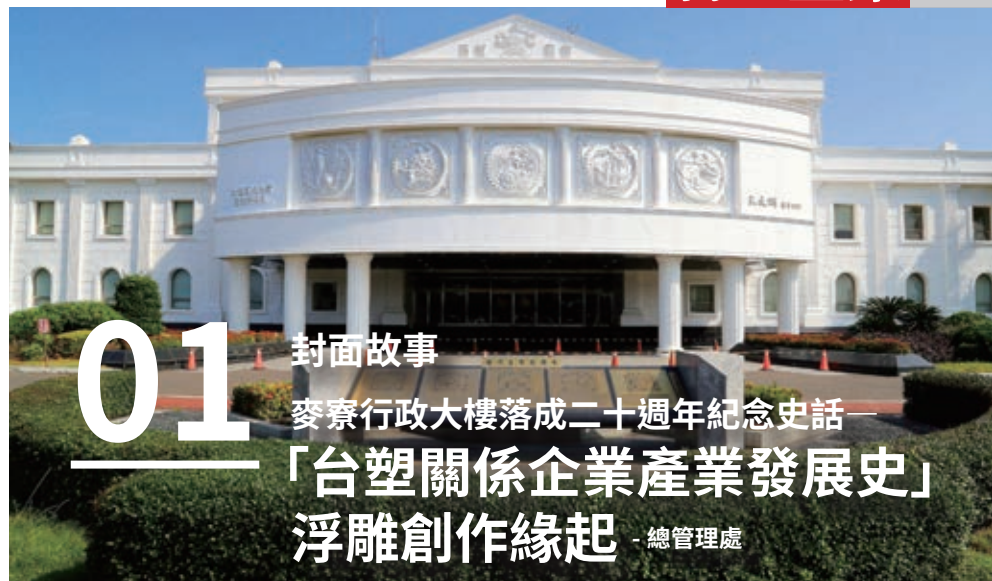 01
封面故事
麥寮行政大樓落成二十週年紀念史話—
「台塑關係企業產業發展史」
浮雕創作緣起 - 總管理處